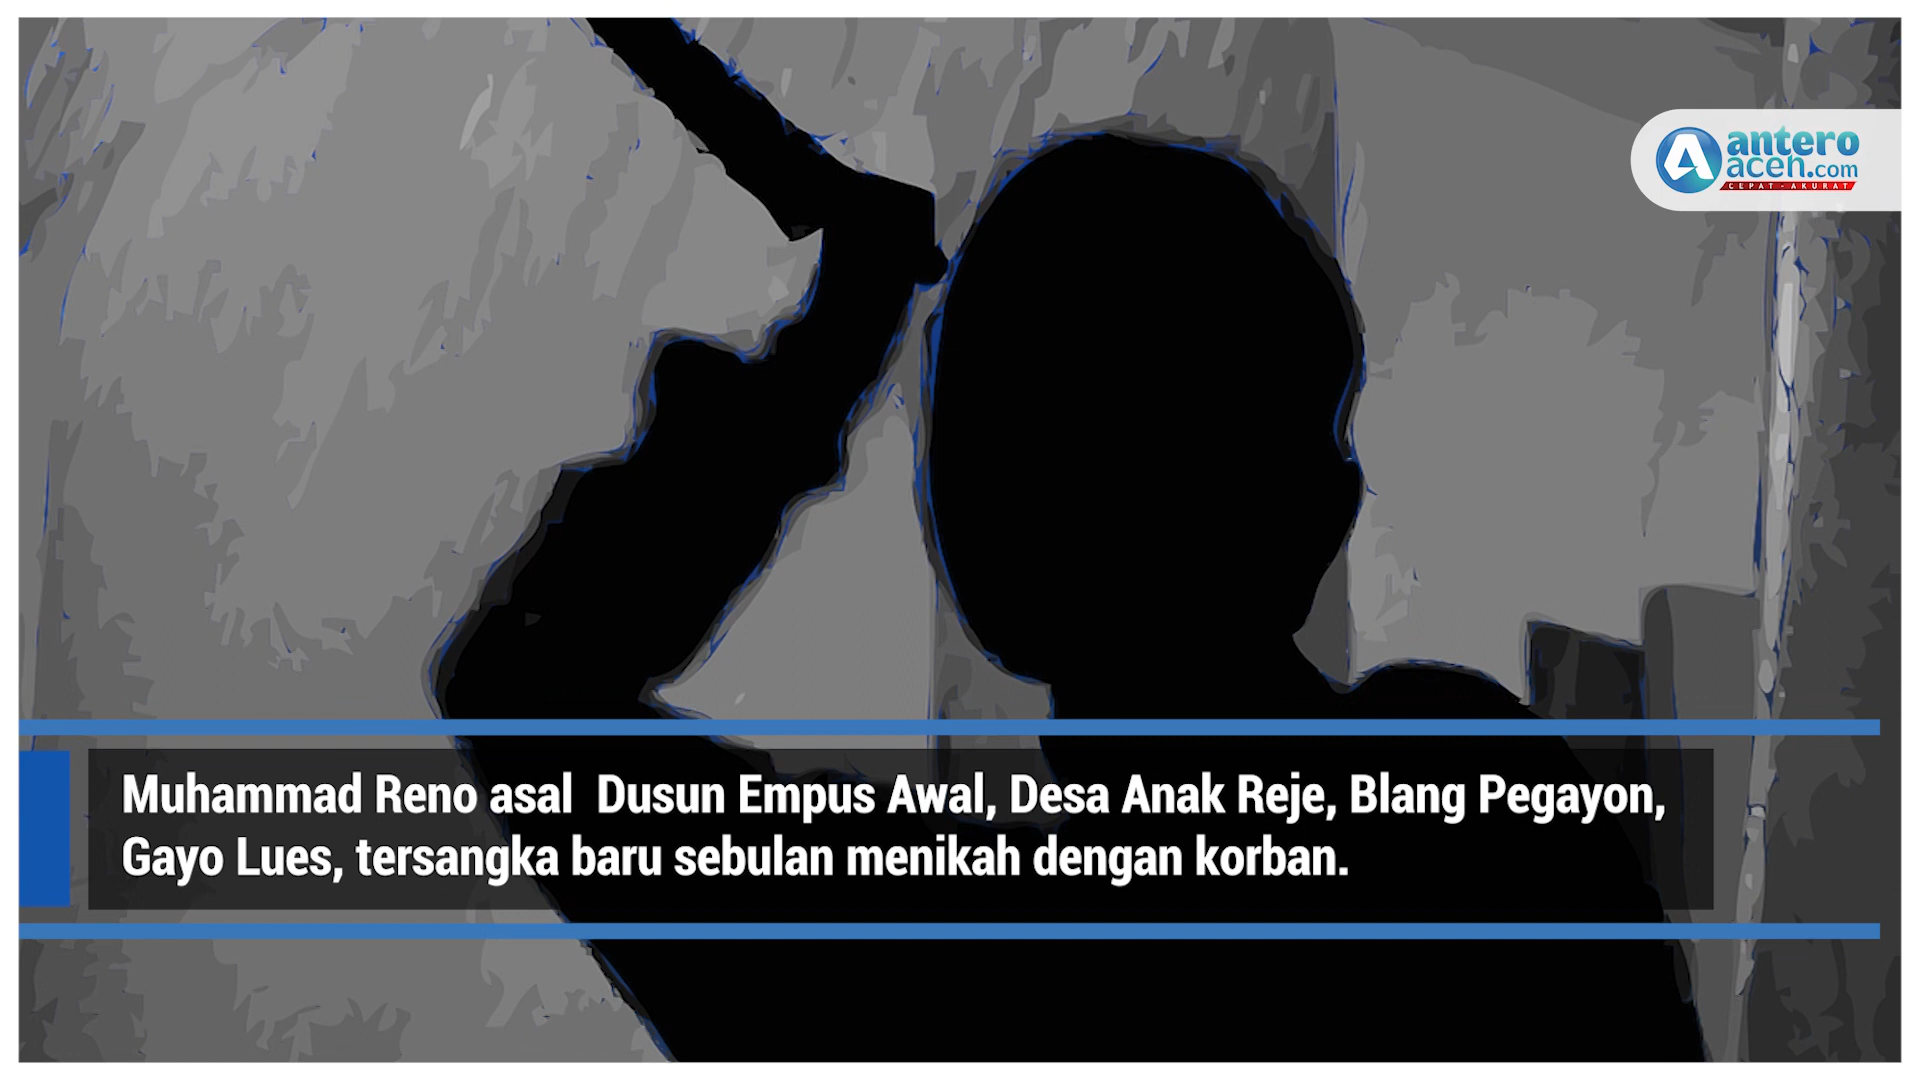 antero
aceh.com
CEPAT - AKURAT
Muhammad Reno asal  Dusun Empus Awal, Desa Anak Reje, Blang Pegayon,
Gayo Lues, tersangka baru sebulan menikah dengan korban.